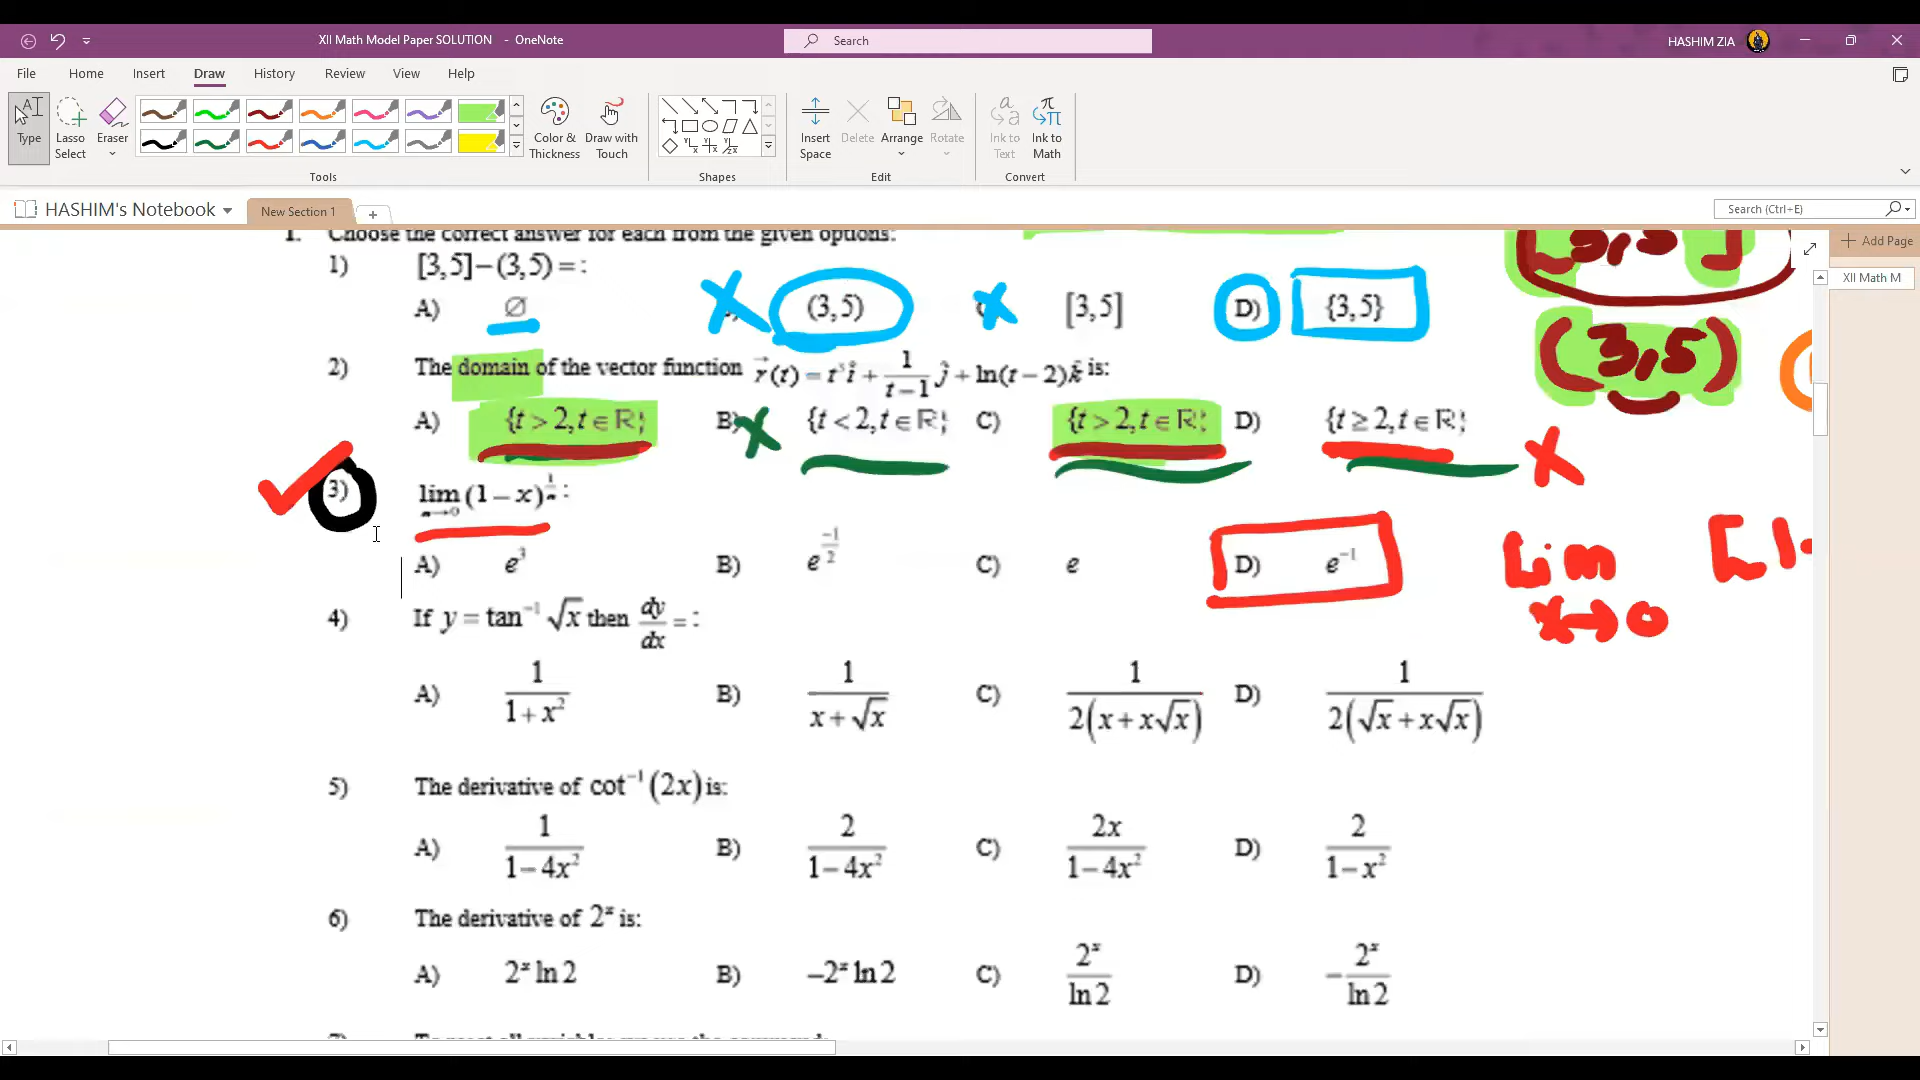 XII Math Model Paper SOLUTION - OneNote
Search
HASHIM ZIA
File Home Insert Draw History Review View Help
Type
Lasso Select
Eraser
Color & Thickness
Draw with Touch
Insert Space
Delete
Arrange
Rotate
Ink to Text
Ink to Math
Tools
Shapes
Edit
Convert
HASHIM's Notebook
New Section 1
Search (Ctrl+E)
Add Page
XII Math M
1. Choose the correct answer for each from the given options:
1) [3,5]−(3,5) = :
A) ∅ (3,5) [3,5] D) {3,5}
[3,5]
(3,5)
2) The domain of the vector function r⃗(t) = t³î + 1/(t−1) ĵ + ln(t−2)k̂ is:
A) {t > 2, t ∈ ℝ} B) {t < 2, t ∈ ℝ} C) {t > 2, t ∈ ℝ} D) {t ≥ 2, t ∈ ℝ}
3) lim x→0 (1−x)^(1/x) :
A) e³ B) e^(−1/2) C) e D) e⁻¹
Lim x→0 [1-
4) If y = tan⁻¹ √x then dy/dx = :
A) 1/(1+x²) B) 1/(x+√x) C) 1/(2(x+x√x)) D) 1/(2(√x+x√x))
5) The derivative of cot⁻¹(2x) is:
A) 1/(1−4x²) B) 2/(1−4x²) C) 2x/(1−4x²) D) 2/(1−x²)
6) The derivative of 2ˣ is:
A) 2ˣ ln 2 B) −2ˣ ln 2 C) 2ˣ/ln 2 D) −2ˣ/ln 2